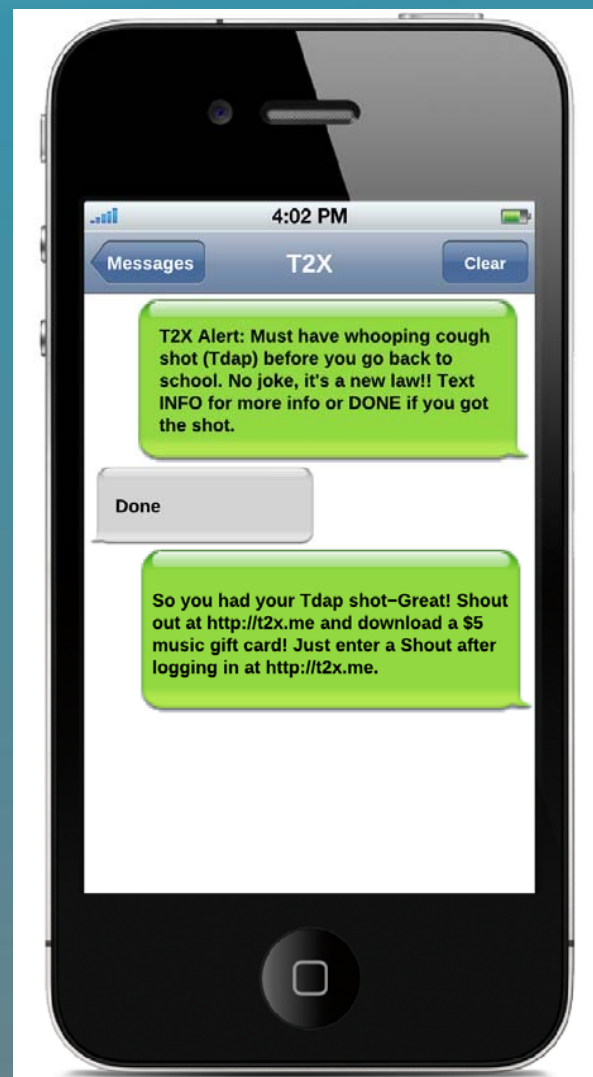 4:02 PM
Messages
T2X
Clear
T2X Alert: Must have whooping cough
shot (Tdap) before you go back to
school. No joke, it's a new law!! Text
INFO for more info or DONE if you got
the shot.
Done
So you had your Tdap shot−Great! Shout
out at http://t2x.me and download a $5
music gift card! Just enter a Shout after
logging in at http://t2x.me.